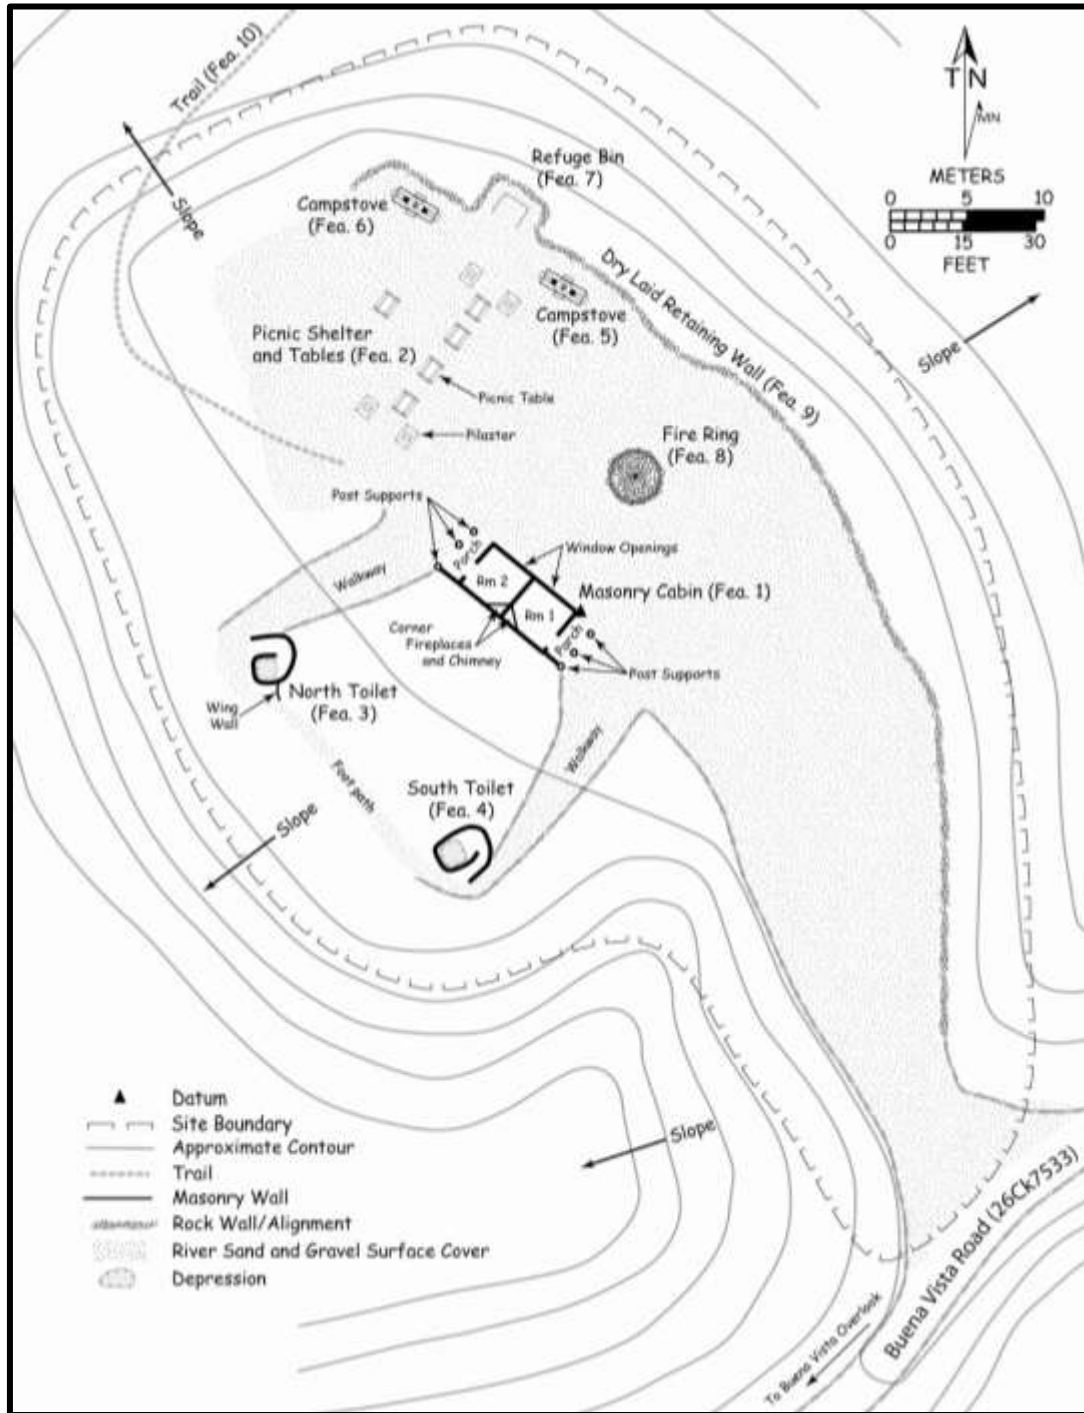 Trail (Fea. 10)
T N
MN
METERS
0 5 10
0 15 30
FEET
Refuge Bin
(Fea. 7)
Campstove
(Fea. 6)
Slope
Dry Laid Retaining Wall (Fea. 9)
Campstove
(Fea. 5)
Slope
Picnic Shelter
and Tables (Fea. 2)
Picnic Table
Pilaster
Fire Ring
(Fea. 8)
Post Supports
Porch
Window Openings
Rm 2
Walkway
Masonry Cabin (Fea. 1)
Rm 1
Corner
Fireplaces
and Chimney
Porch
Post Supports
North Toilet
(Fea. 3)
Wing
Wall
Walkway
Foot path
South Toilet
(Fea. 4)
Slope
Slope
Datum
Site Boundary
Approximate Contour
Trail
Masonry Wall
Rock Wall/Alignment
River Sand and Gravel Surface Cover
Depression
Buena Vista Road (26Ck7533)
To Buena Vista Overlook